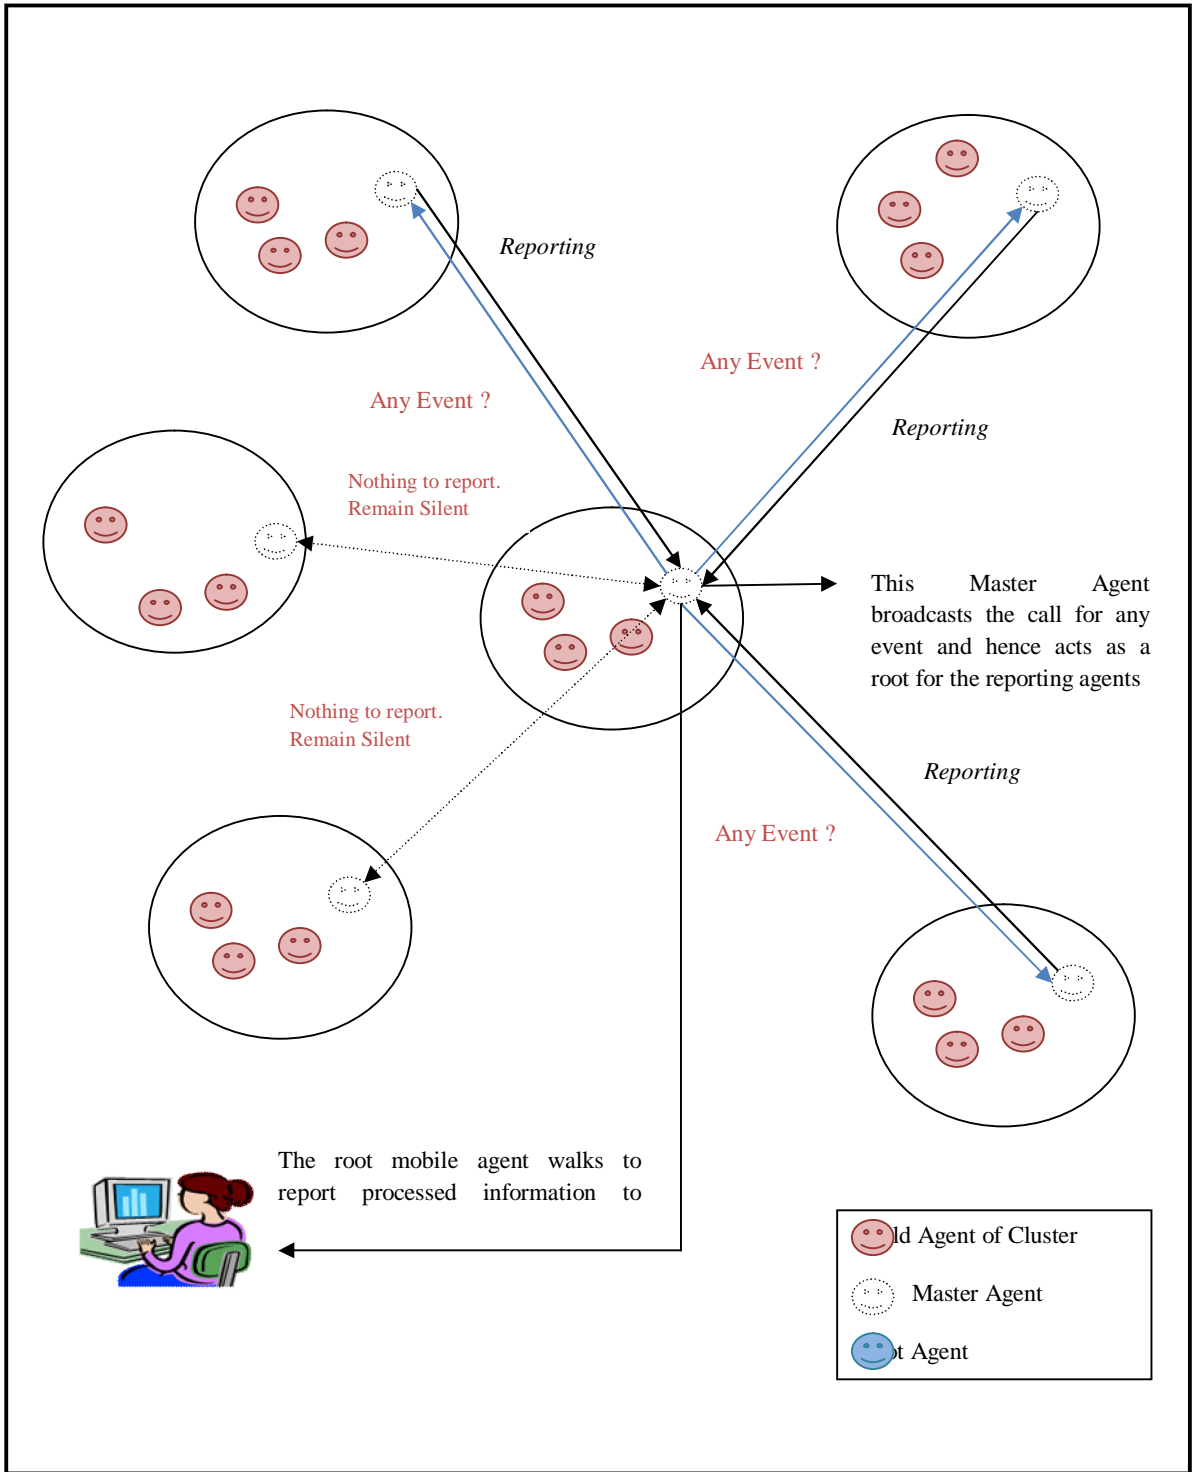 Reporting
Any Event ?
Any Event ?
Reporting
Nothing to report.
Remain Silent
This Master Agent
broadcasts the call for any
event and hence acts as a
root for the reporting agents
Nothing to report.
Remain Silent
Reporting
Any Event ?
The root mobile agent walks to
report processed information to
ld Agent of Cluster
Master Agent
ot Agent